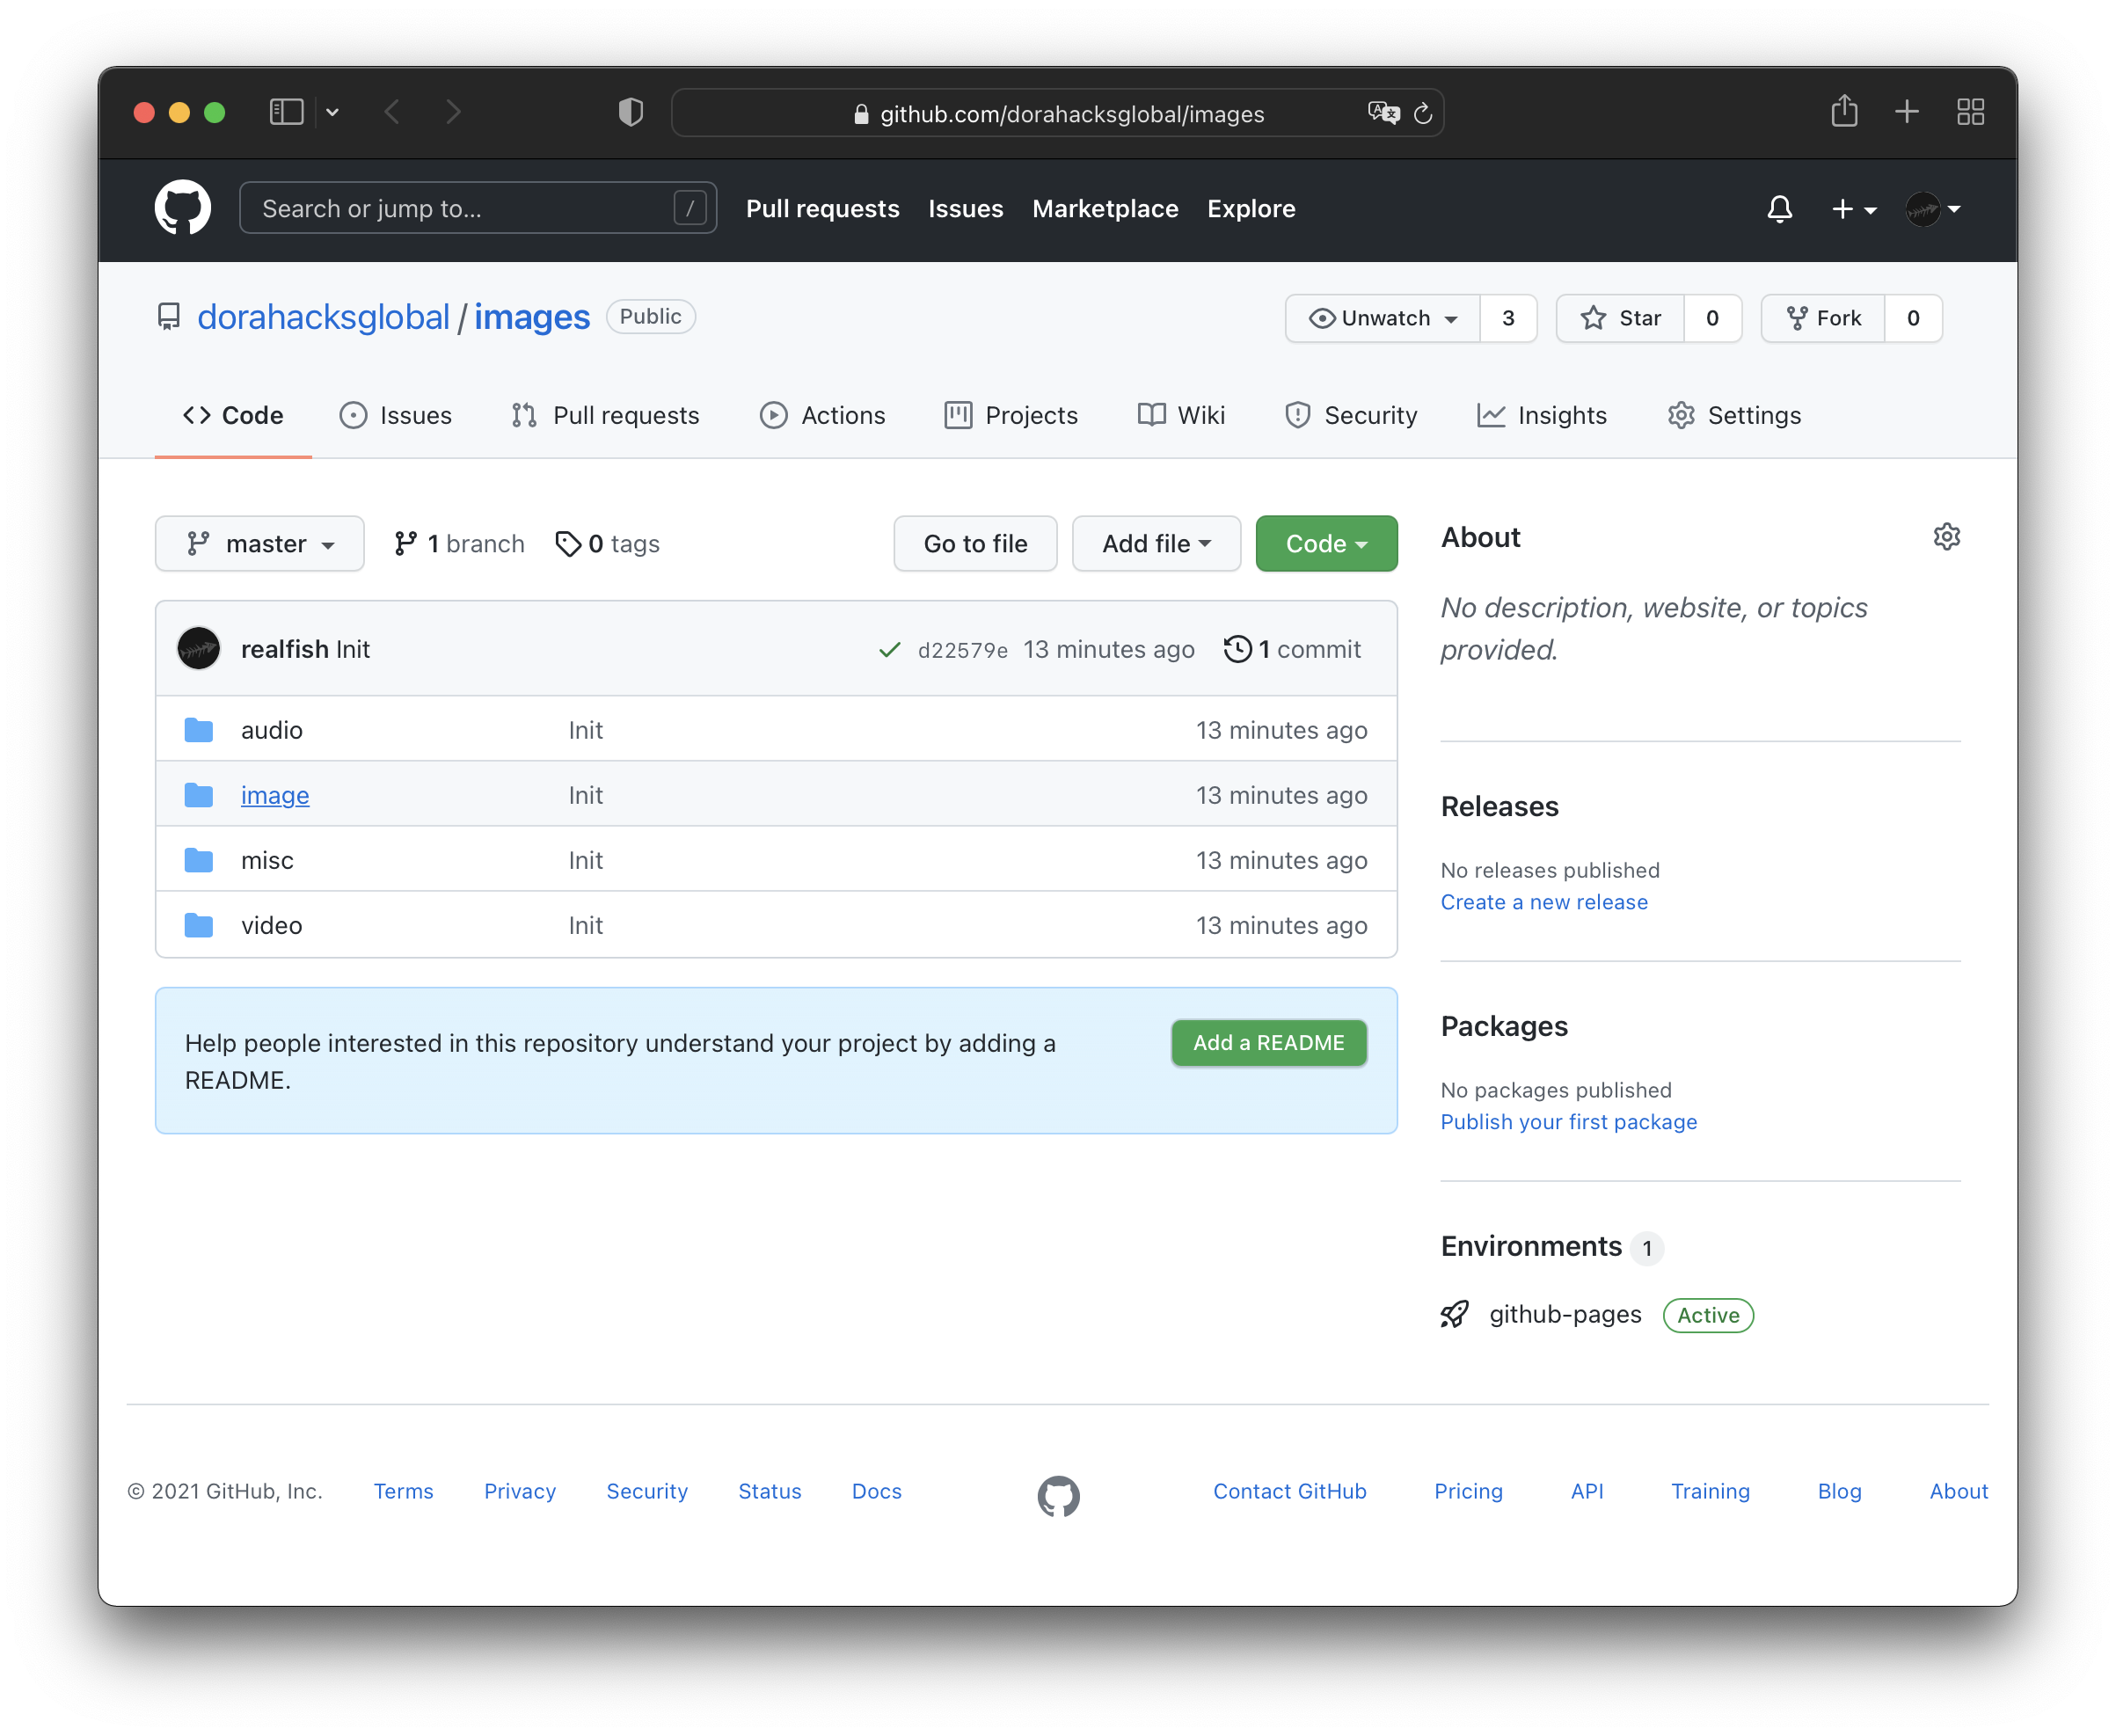 github.com/dorahacksglobal/images
Search or jump to... /
Pull requests Issues Marketplace Explore
dorahacksglobal / images Public
Unwatch 3 Star 0 Fork 0
Code Issues Pull requests Actions Projects Wiki Security Insights Settings
master 1 branch 0 tags Go to file Add file Code
realfish Init d22579e 13 minutes ago 1 commit
audio Init 13 minutes ago
image Init 13 minutes ago
misc Init 13 minutes ago
video Init 13 minutes ago
Help people interested in this repository understand your project by adding a
README.
Add a README
About
No description, website, or topics
provided.
Releases
No releases published
Create a new release
Packages
No packages published
Publish your first package
Environments 1
github-pages Active
© 2021 GitHub, Inc. Terms Privacy Security Status Docs Contact GitHub Pricing API Training Blog About